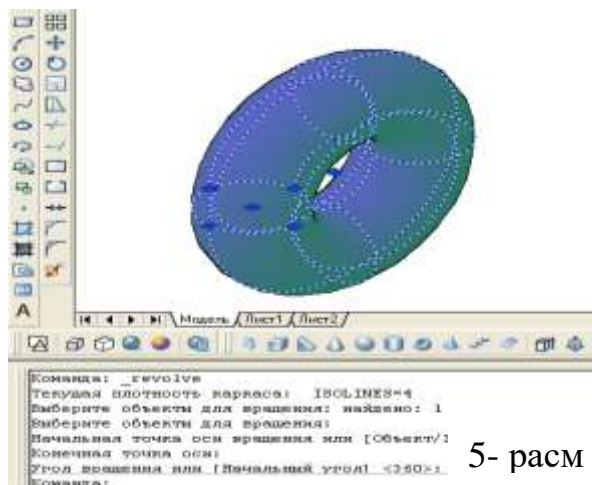 A
Модель Лист1 Лист2
Команда: _revolve
Текущая плотность каркаса: ISOLINES=4
Выберите объекты для вращения: найдено: 1
Выберите объекты для вращения:
Начальная точка оси вращения или [Объект/
Конечная точка оси:
Угол вращения или [Начальный угол] <360>:
Команда:
5- расм